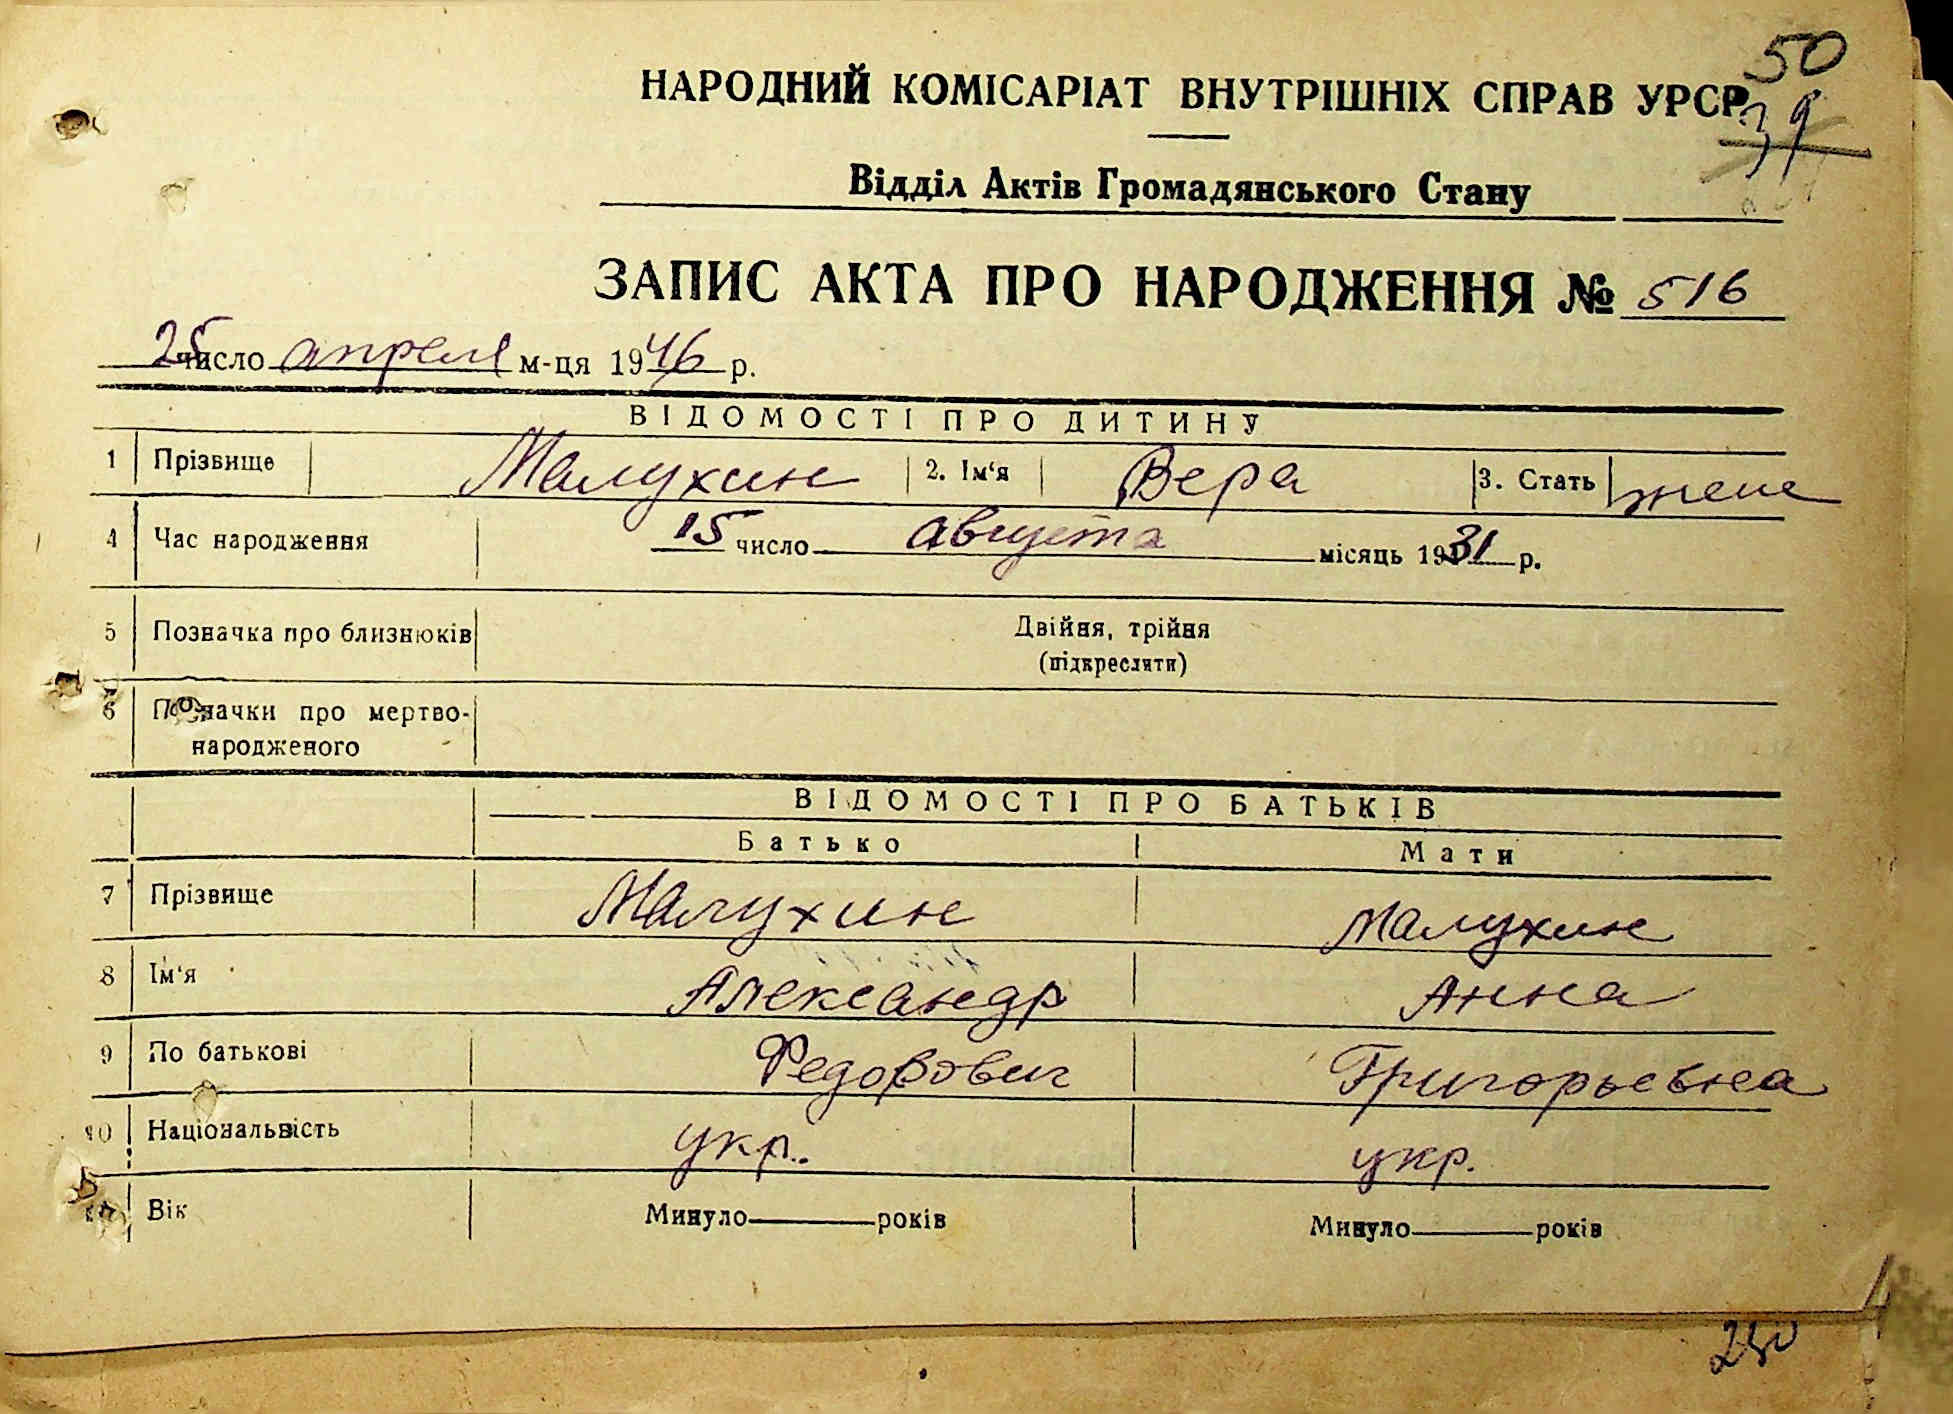 50
НАРОДНИЙ КОМІСАРІАТ ВНУТРІШНІХ СПРАВ УРСР
39
Відділ Актів Громадянського Стану
ЗАПИС АКТА ПРО НАРОДЖЕННЯ № 516
25 число апреля м-ця 1946 р.
ВІДОМОСТІ ПРО ДИТИНУ
1 Прізвище Малухин 2. Ім‘я Вера 3. Стать
4 Час народження 15 число августа місяць 1931 р.
5 Позначка про близнюків Двійня, трійня
(підкреслити)
6 Позначки про мертво-
народженого
ВІДОМОСТІ ПРО БАТЬКІВ
Батько Мати
7 Прізвище Малухин Малухин
8 Ім‘я Александр Анна
9 По батькові Федорович Григорьевна
10 Національність укр. укр.
Вік Минуло років Минуло років